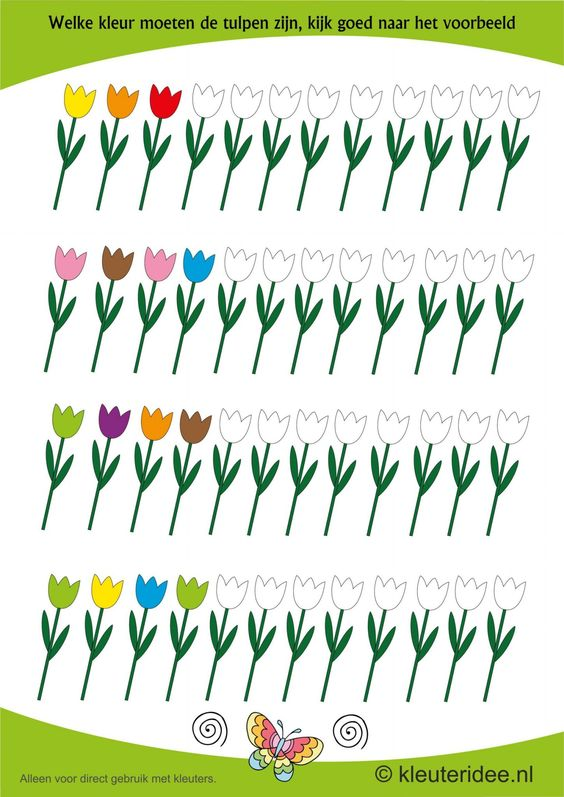 Welke kleur moeten de tulpen zijn, kijk goed naar het voorbeeld
Alleen voor direct gebruik met kleuters.
© kleuteridee.nl